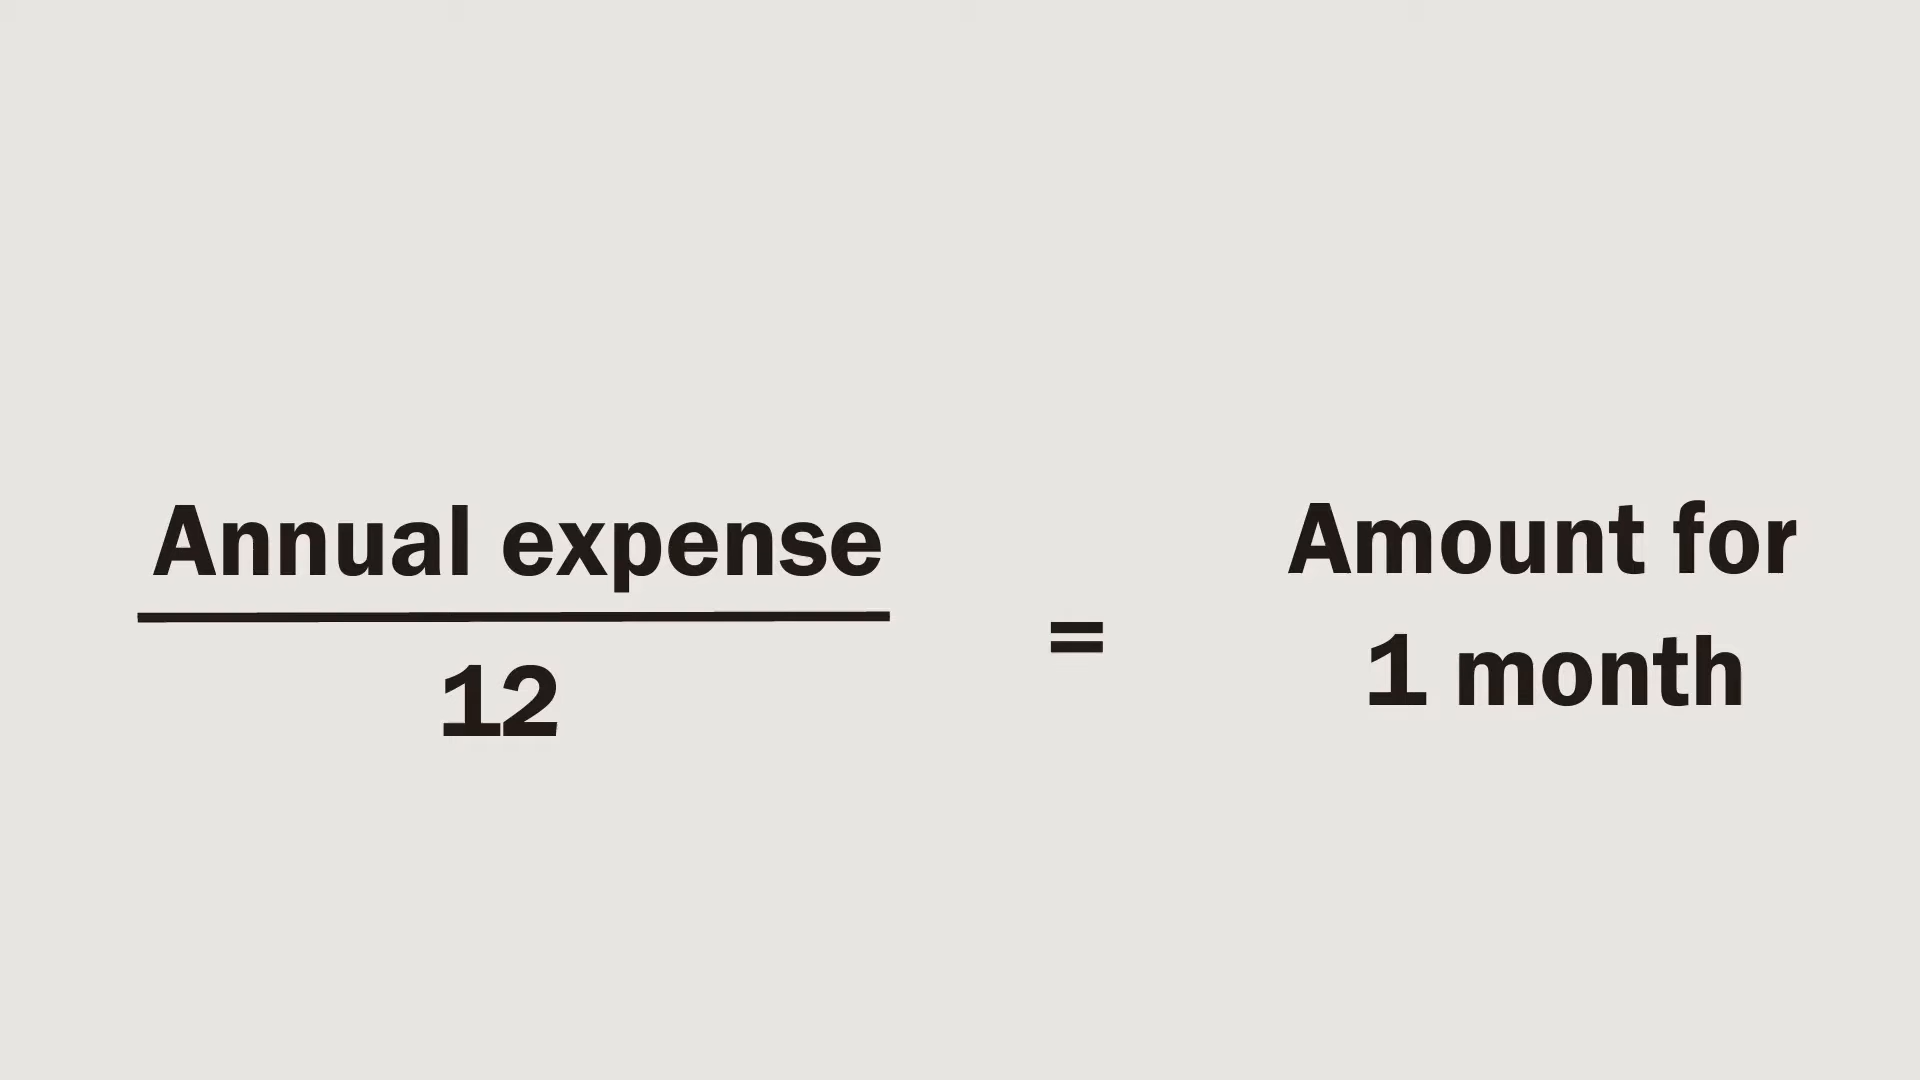 Annual expense
12
=
Amount for
1 month